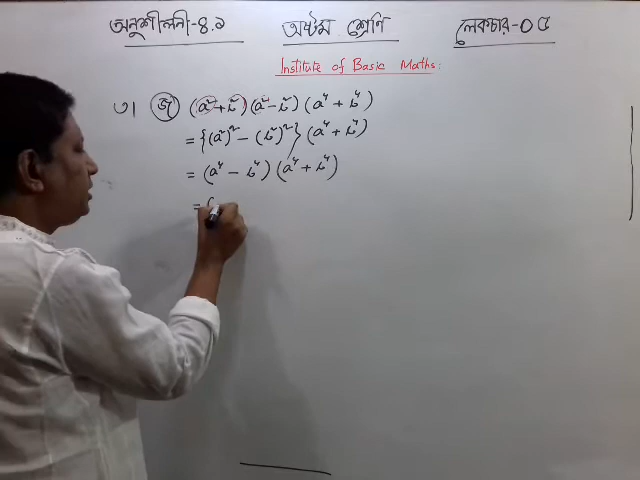 অনুশীলনী-৪.১ অষ্টম শ্রেণি লেকচার-০৫
Institute of Basic Maths:
৩। (জ) (a²+b²)(a²-b²)(a⁴+b⁴)
= {(a²)² - (b²)²} (a⁴+b⁴)
= (a⁴ - b⁴)(a⁴+b⁴)
= (